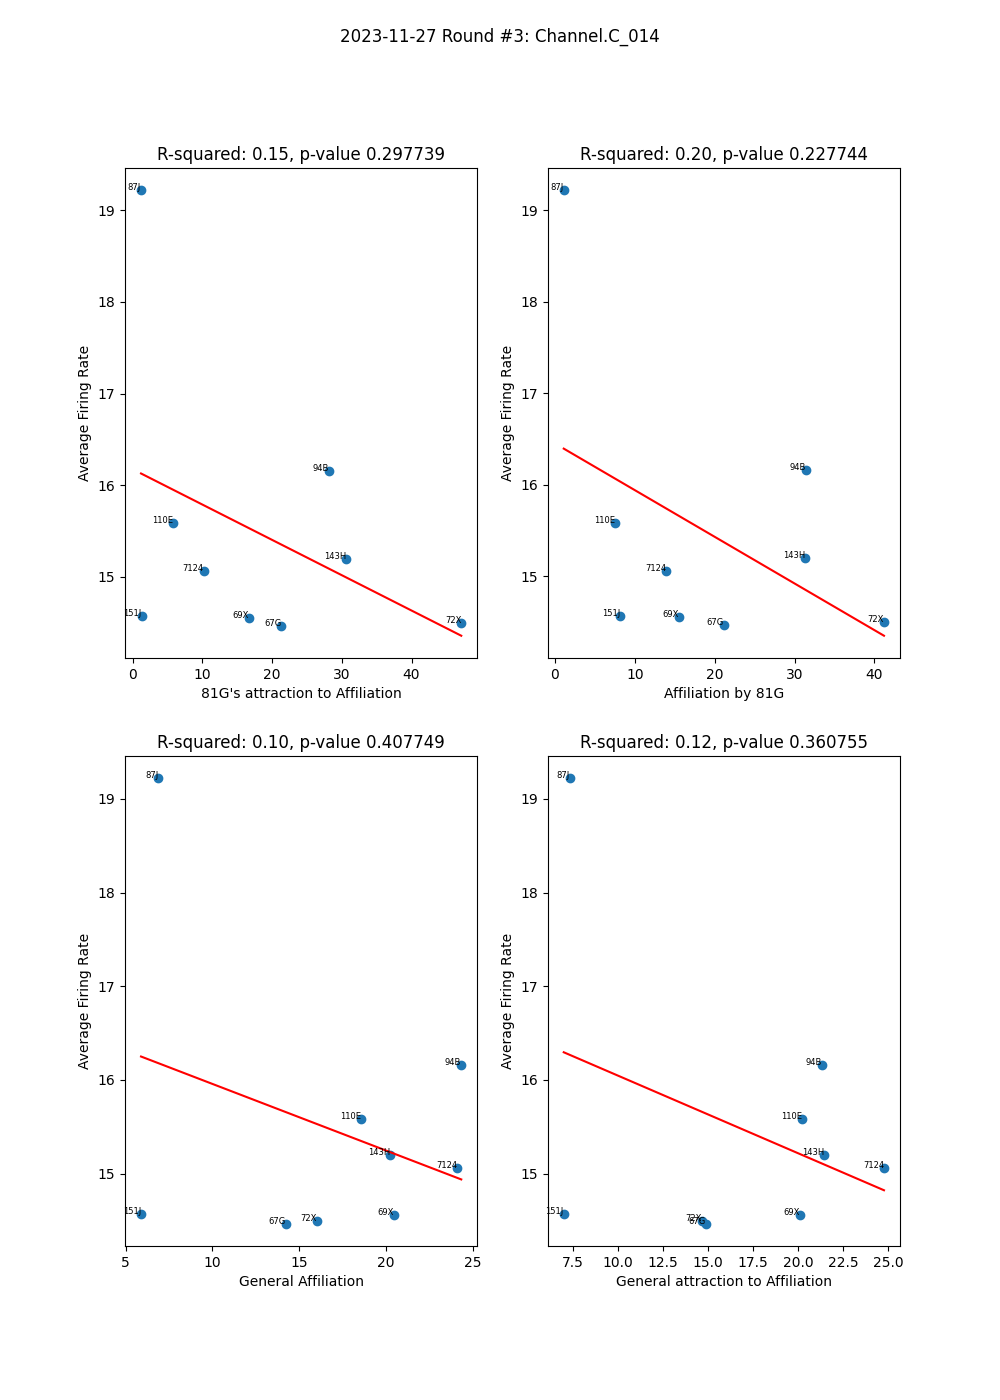 2023-11-27 Round #3: Channel.C_014
R-squared: 0.15, p-value 0.297739
87J
94B
110E
143H
7124
151J
69X
67G
72X
19
18
17
16
15
Average Firing Rate
0 10 20 30 40
81G's attraction to Affiliation
R-squared: 0.20, p-value 0.227744
87J
94B
110E
143H
7124
151J
69X
67G
72X
19
18
17
16
15
Average Firing Rate
0 10 20 30 40
Affiliation by 81G
R-squared: 0.10, p-value 0.407749
87J
94B
110E
143H
7124
151J
67G
72X
69X
19
18
17
16
15
Average Firing Rate
5 10 15 20 25
General Affiliation
R-squared: 0.12, p-value 0.360755
87J
94B
110E
143H
7124
151J
72X
67G
69X
19
18
17
16
15
Average Firing Rate
7.5 10.0 12.5 15.0 17.5 20.0 22.5 25.0
General attraction to Affiliation